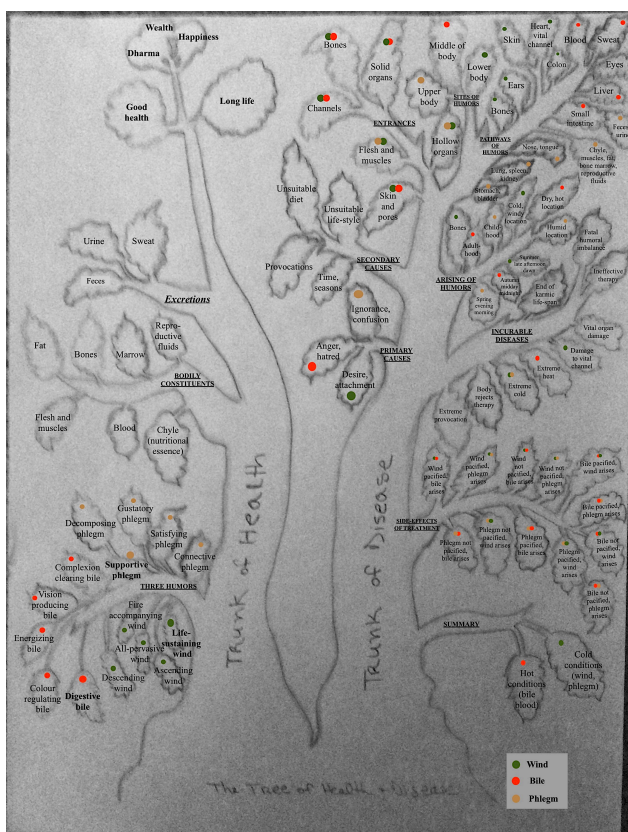 Wealth
Happiness
Dharma
Good
health
Long life
Urine
Sweat
Feces
Excretions
Fat
Bones
Marrow
Repro-
ductive
fluids
BODILY
CONSTITUENTS
Flesh and
muscles
Blood
Chyle
(nutritional
essence)
Decomposing
phlegm
Gustatory
phlegm
Satisfying
phlegm
Connective
phlegm
Supportive
phlegm
Complexion
clearing bile
THREE HUMORS
Vision
producing
bile
Energizing
bile
Colour
regulating
bile
Digestive
bile
Fire
accompanying
wind
Life-
sustaining
wind
All-pervasive
wind
Descending
wind
Ascending
wind
Trunk of Health
Trunk of Disease
Bones
Solid
organs
Channels
ENTRANCES
Flesh and
muscles
Skin
and
pores
Hollow
organs
Unsuitable
diet
Unsuitable
life-style
Provocations
Time,
seasons
SECONDARY
CAUSES
Ignorance,
confusion
Anger,
hatred
Desire,
attachment
PRIMARY
CAUSES
Middle of
body
Upper
body
Lower
body
SITES OF
HUMORS
Skin
Heart,
vital
channel
Blood
Sweat
Colon
Eyes
Ears
Bones
Liver
Small
intestine
Feces
urine
PATHWAYS
OF
HUMORS
Nose, tongue
Chyle,
muscles, fat,
bone marrow,
reproductive
fluids
Lung, spleen,
kidney
Stomach,
bladder
Cold,
windy
location
Dry, hot
location
Bones
Child-
hood
Adult-
hood
Humid
location
Summer,
late afternoon
dawn
Autumn
midday
midnight
Spring
evening
morning
ARISING OF
HUMORS
Fatal
humoral
imbalance
Ineffective
therapy
End of
karmic
life-span
INCURABLE
DISEASES
Vital organ
damage
Damage
to vital
channel
Extreme
heat
Extreme
cold
Body
rejects
therapy
Extreme
provocation
Wind
pacified,
bile
arises
Wind
pacified,
phlegm
arises
Wind
not
pacified,
bile arises
Wind not
pacified,
phlegm
arises
Bile pacified,
wind arises
Bile pacified,
phlegm arises
SIDE-EFFECTS
OF TREATMENT
Phlegm not
pacified,
bile arises
Phlegm not
pacified,
wind arises
Phlegm
pacified,
bile arises
Phlegm
pacified,
wind
arises
Bile not
pacified,
wind
arises
Bile not
pacified,
phlegm
arises
SUMMARY
Hot
conditions
(bile
blood)
Cold
conditions
(wind,
phlegm)
Wind
Bile
Phlegm
The Tree of Health + Disease